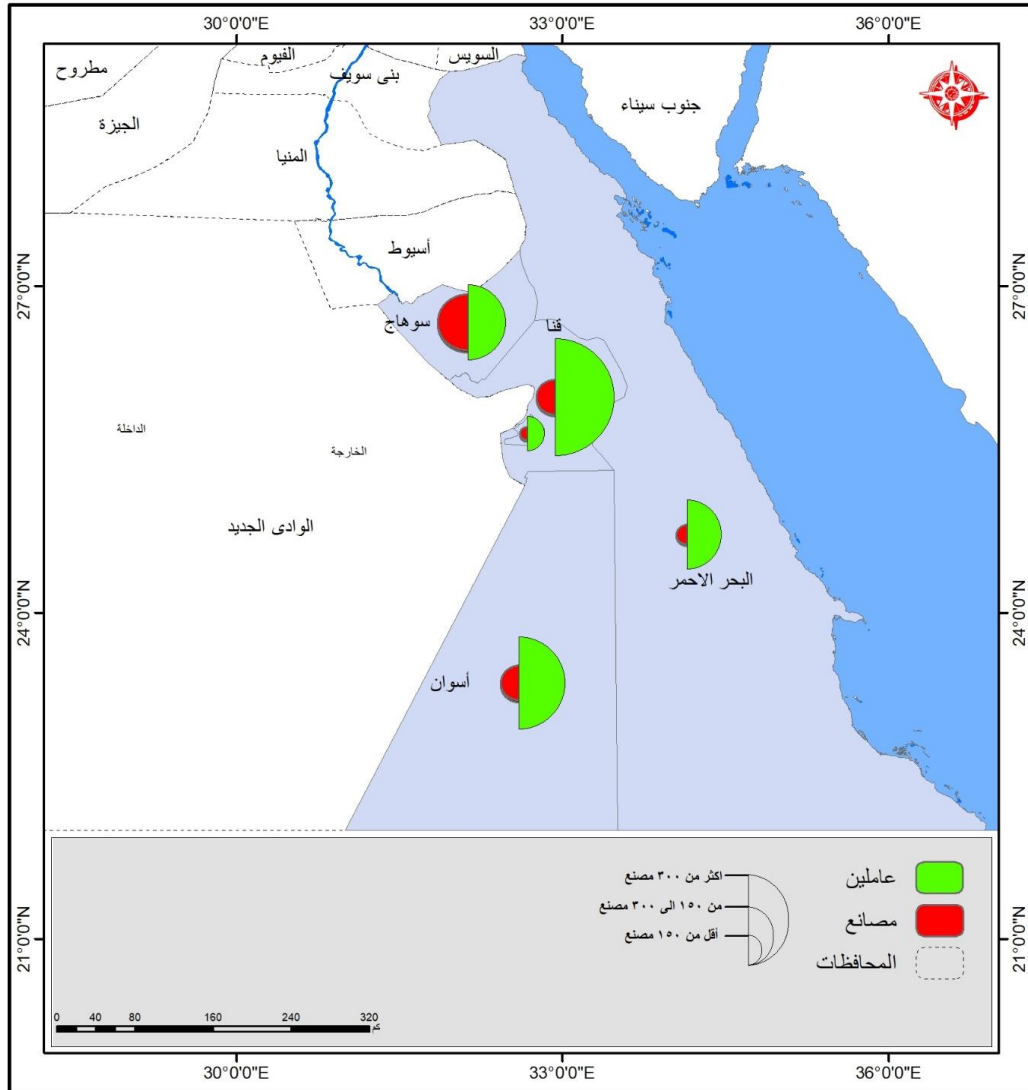 30°0'0"E
33°0'0"E
36°0'0"E
السويس
الفيوم
بنى سويف
مطروح
جنوب سيناء
الجيزة
المنيا
أسيوط
27°0'0"N
27°0'0"N
سوهاج
قنا
الداخلة
الخارجة
الوادى الجديد
البحر الاحمر
24°0'0"N
24°0'0"N
أسوان
عاملين
مصانع
المحافظات
اكثر من ٣٠٠ مصنع
من ١٥٠ الى ٣٠٠ مصنع
أقل من ١٥٠ مصنع
21°0'0"N
21°0'0"N
0 20 40 80 160 240 320
كم
30°0'0"E
33°0'0"E
36°0'0"E